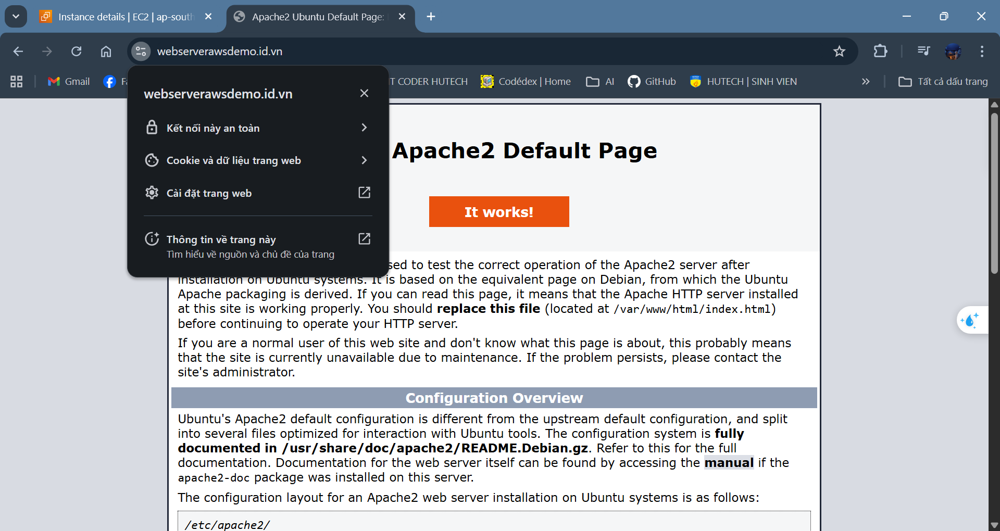 Instance details | EC2 | ap-south
Apache2 Ubuntu Default Page:
webserverawsdemo.id.vn
Gmail
Fa
T CODER HUTECH
Codédex | Home
AI
GitHub
HUTECH | SINH VIEN
Tất cả dấu trang
webserverawsdemo.id.vn
Kết nối này an toàn
Cookie và dữ liệu trang web
Cài đặt trang web
Thông tin về trang này
Tìm hiểu về nguồn và chủ đề của trang
Apache2 Default Page
It works!
sed to test the correct operation of the Apache2 server after
installation on Ubuntu systems. It is based on the equivalent page on Debian, from which the Ubuntu
Apache packaging is derived. If you can read this page, it means that the Apache HTTP server installed
at this site is working properly. You should replace this file (located at /var/www/html/index.html)
before continuing to operate your HTTP server.
If you are a normal user of this web site and don't know what this page is about, this probably means
that the site is currently unavailable due to maintenance. If the problem persists, please contact the
site's administrator.
Configuration Overview
Ubuntu's Apache2 default configuration is different from the upstream default configuration, and split
into several files optimized for interaction with Ubuntu tools. The configuration system is fully
documented in /usr/share/doc/apache2/README.Debian.gz. Refer to this for the full
documentation. Documentation for the web server itself can be found by accessing the manual if the
apache2-doc package was installed on this server.
The configuration layout for an Apache2 web server installation on Ubuntu systems is as follows:
/etc/apache2/